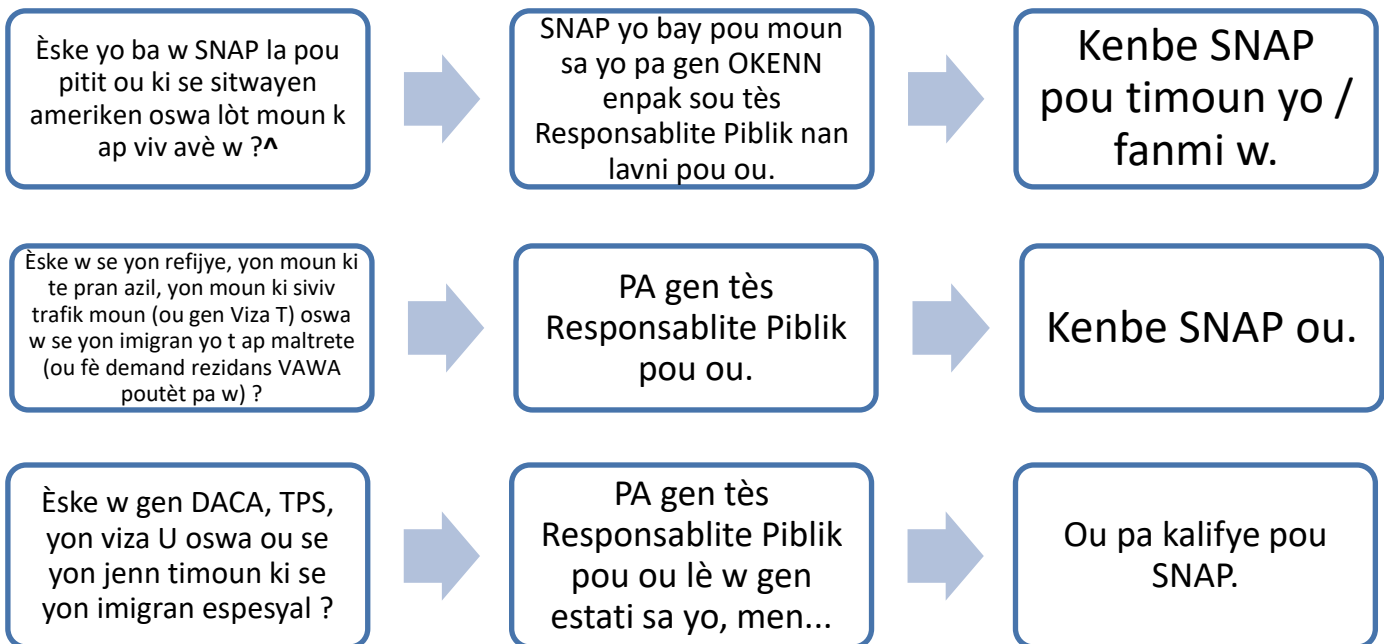 Èske yo ba w SNAP la pou
pitit ou ki se sitwayen
ameriken oswa lòt moun k
ap viv avè w ?^
SNAP yo bay pou moun
sa yo pa gen OKENN
enpak sou tès
Responsablite Piblik nan
lavni pou ou.
Kenbe SNAP
pou timoun yo /
fanmi w.
Èske w se yon refijye, yon moun ki
te pran azil, yon moun ki siviv
trafik moun (ou gen Viza T) oswa
w se yon imigran yo t ap maltrete
(ou fè demand rezidans VAWA
poutèt pa w) ?
PA gen tès
Responsablite Piblik
pou ou.
Kenbe SNAP ou.
Èske w gen DACA, TPS,
yon viza U oswa ou se
yon jenn timoun ki se
yon imigran espesyal ?
PA gen tès
Responsablite Piblik
pou ou lè w gen
estati sa yo, men...
Ou pa kalifye pou
SNAP.